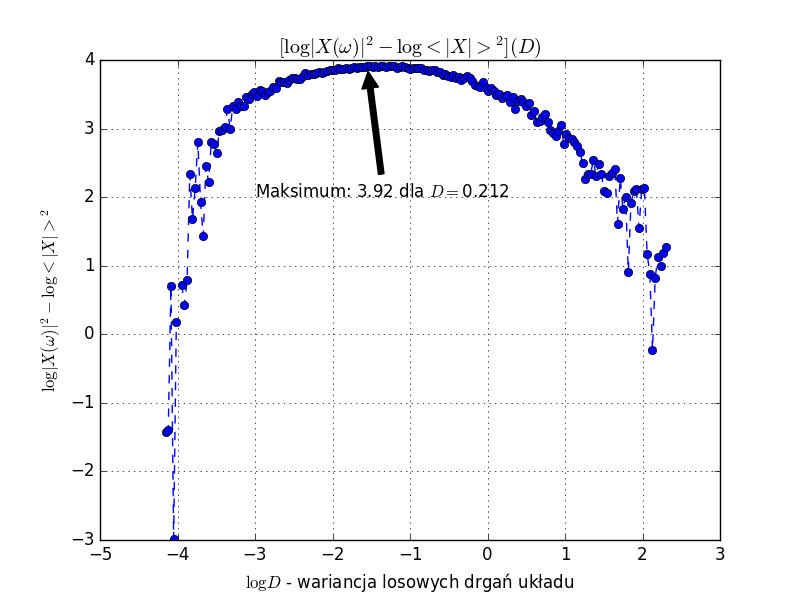 [log|X(ω)|² − log < |X| >²](D)
4
3
2
1
0
−1
−2
−3
Maksimum: 3.92 dla D = 0.212
log|X(ω)|² − log < |X| >²
−5 −4 −3 −2 −1 0 1 2 3
log D - wariancja losowych drgań układu